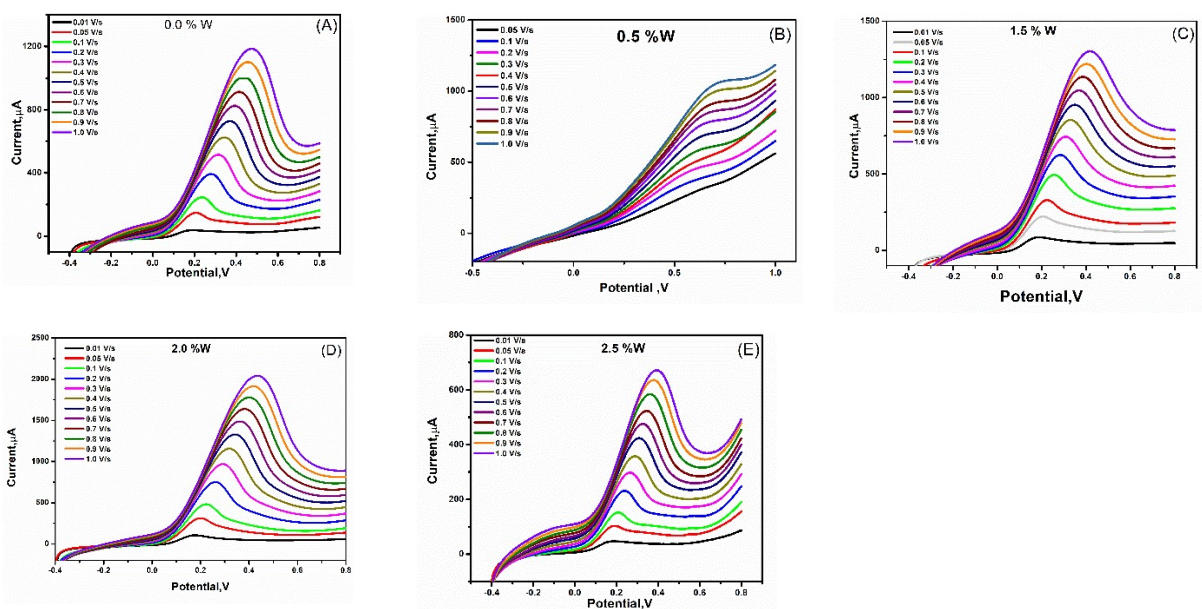 0.0 % W
(A)
0.01 V/s
0.05 V/s
0.1 V/s
0.2 V/s
0.3 V/s
0.4 V/s
0.5 V/s
0.6 V/s
0.7 V/s
0.8 V/s
0.9 V/s
1.0 V/s
1200
800
400
0
Current,µA
-0.4 -0.2 0.0 0.2 0.4 0.6 0.8
Potential,V
0.5 %W
(B)
0.05 V/s
0.1 V/s
0.2 V/s
0.3 V/s
0.4 V/s
0.5 V/s
0.6 V/s
0.7 V/s
0.8 V/s
0.9 V/s
1.0 V/s
1500
1000
500
0
Current,µA
-0.5 0.0 0.5 1.0
Potential ,V
1.5 %W
(C)
0.01 V/s
0.05 V/s
0.1 V/s
0.2 V/s
0.3 V/s
0.4 V/s
0.5 V/s
0.6 V/s
0.7 V/s
0.8 V/s
0.9 V/s
1.0 V/s
1450
950
450
-50
Current,µA
-0.4 -0.2 0.0 0.2 0.4 0.6 0.8
Potential,V
2.0 %W
(D)
0.01 V/s
0.05 V/s
0.1 V/s
0.2 V/s
0.3 V/s
0.4 V/s
0.5 V/s
0.6 V/s
0.7 V/s
0.8 V/s
0.9 V/s
1.0 V/s
2500
2000
1500
1000
500
0
Current,µA
-0.4 -0.2 0.0 0.2 0.4 0.6 0.8
Potential,V
2.5 %W
(E)
0.01 V/s
0.05 V/s
0.1 V/s
0.2 V/s
0.3 V/s
0.4 V/s
0.5 V/s
0.6 V/s
0.7 V/s
0.8 V/s
0.9 V/s
1.0 V/s
800
600
400
200
0
Current,µA
-0.4 -0.2 0.0 0.2 0.4 0.6 0.8
Potential,V